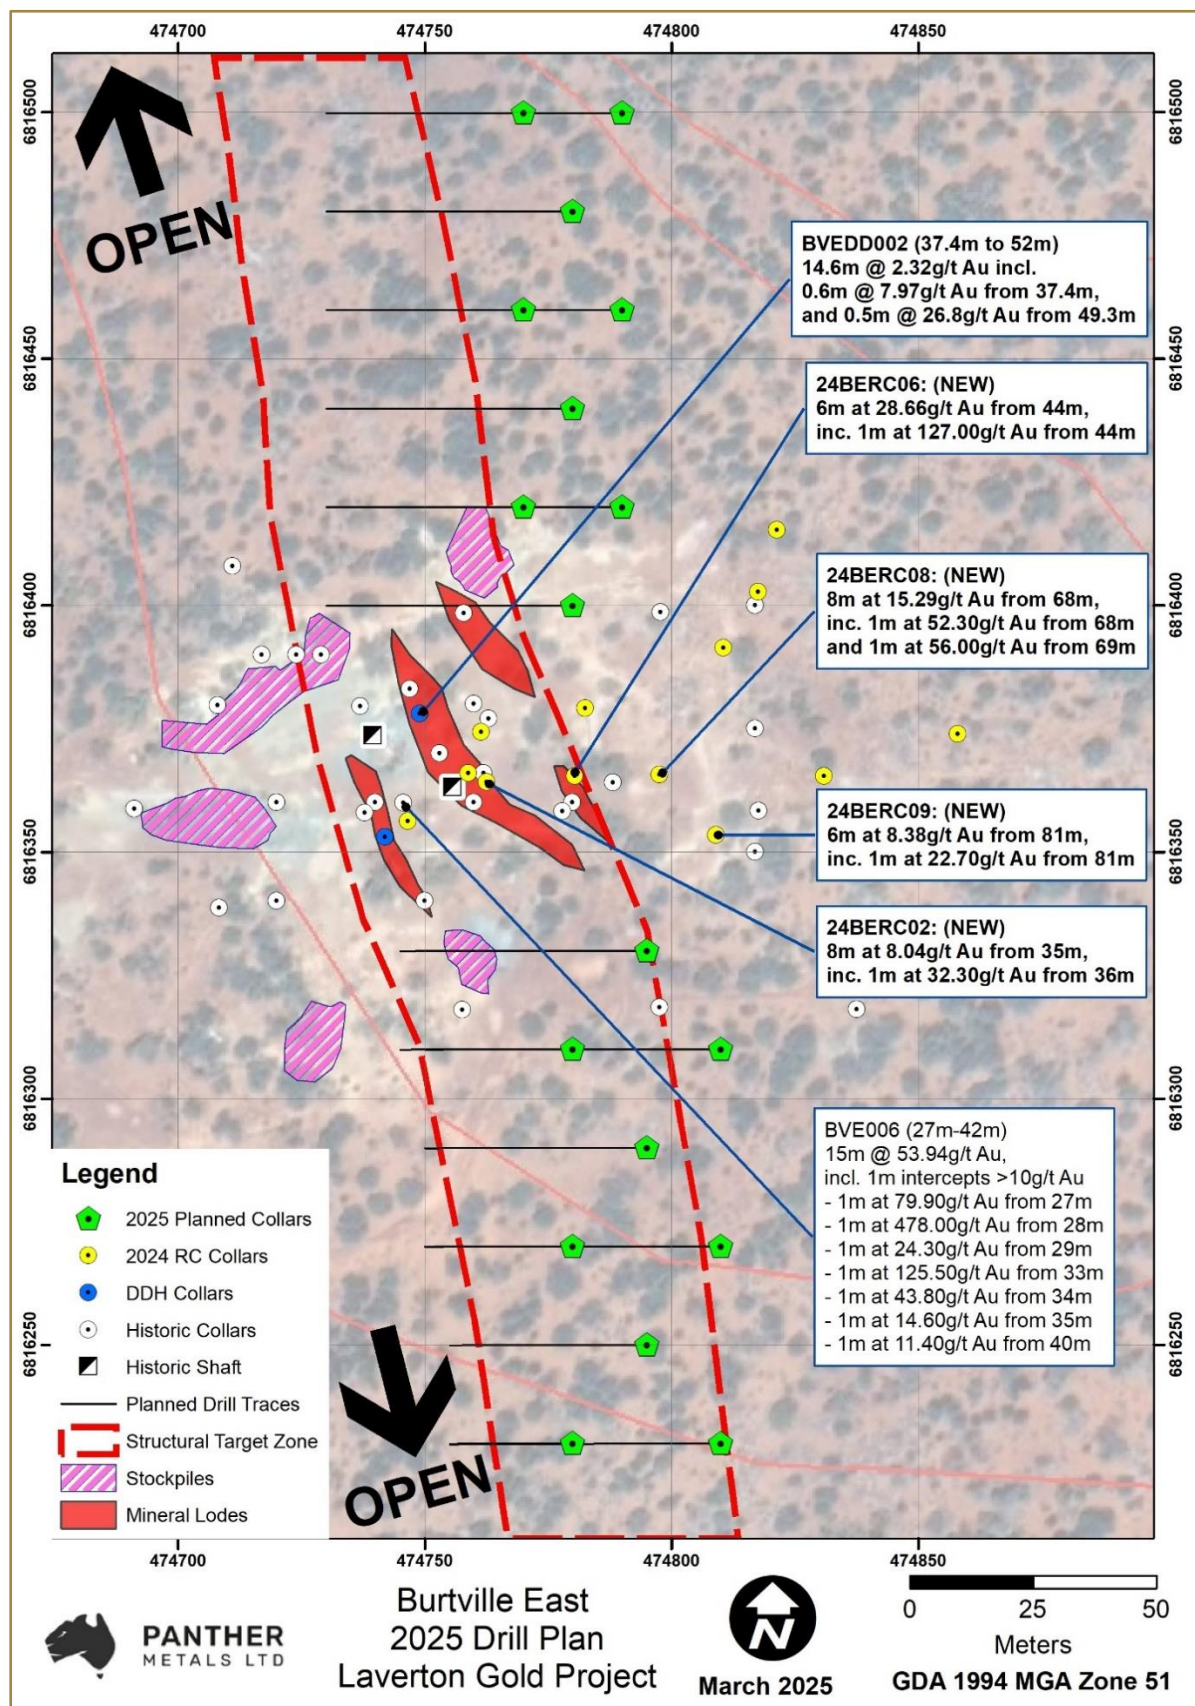 474700
474750
474800
474850
6816500
6816500
OPEN
BVEDD002 (37.4m to 52m)
14.6m @ 2.32g/t Au incl.
0.6m @ 7.97g/t Au from 37.4m,
and 0.5m @ 26.8g/t Au from 49.3m
6816450
6816450
24BERC06: (NEW)
6m at 28.66g/t Au from 44m,
inc. 1m at 127.00g/t Au from 44m
6816400
6816400
24BERC08: (NEW)
8m at 15.29g/t Au from 68m,
inc. 1m at 52.30g/t Au from 68m
and 1m at 56.00g/t Au from 69m
6816350
6816350
24BERC09: (NEW)
6m at 8.38g/t Au from 81m,
inc. 1m at 22.70g/t Au from 81m
24BERC02: (NEW)
8m at 8.04g/t Au from 35m,
inc. 1m at 32.30g/t Au from 36m
6816300
6816300
BVE006 (27m-42m)
15m @ 53.94g/t Au,
incl. 1m intercepts >10g/t Au
- 1m at 79.90g/t Au from 27m
- 1m at 478.00g/t Au from 28m
- 1m at 24.30g/t Au from 29m
- 1m at 125.50g/t Au from 33m
- 1m at 43.80g/t Au from 34m
- 1m at 14.60g/t Au from 35m
- 1m at 11.40g/t Au from 40m
6816250
6816250
Legend
2025 Planned Collars
2024 RC Collars
DDH Collars
Historic Collars
Historic Shaft
Planned Drill Traces
Structural Target Zone
Stockpiles
Mineral Lodes
OPEN
474700
474750
474800
474850
PANTHER
METALS LTD
Burtville East
2025 Drill Plan
Laverton Gold Project
N
March 2025
0
25
50
Meters
GDA 1994 MGA Zone 51